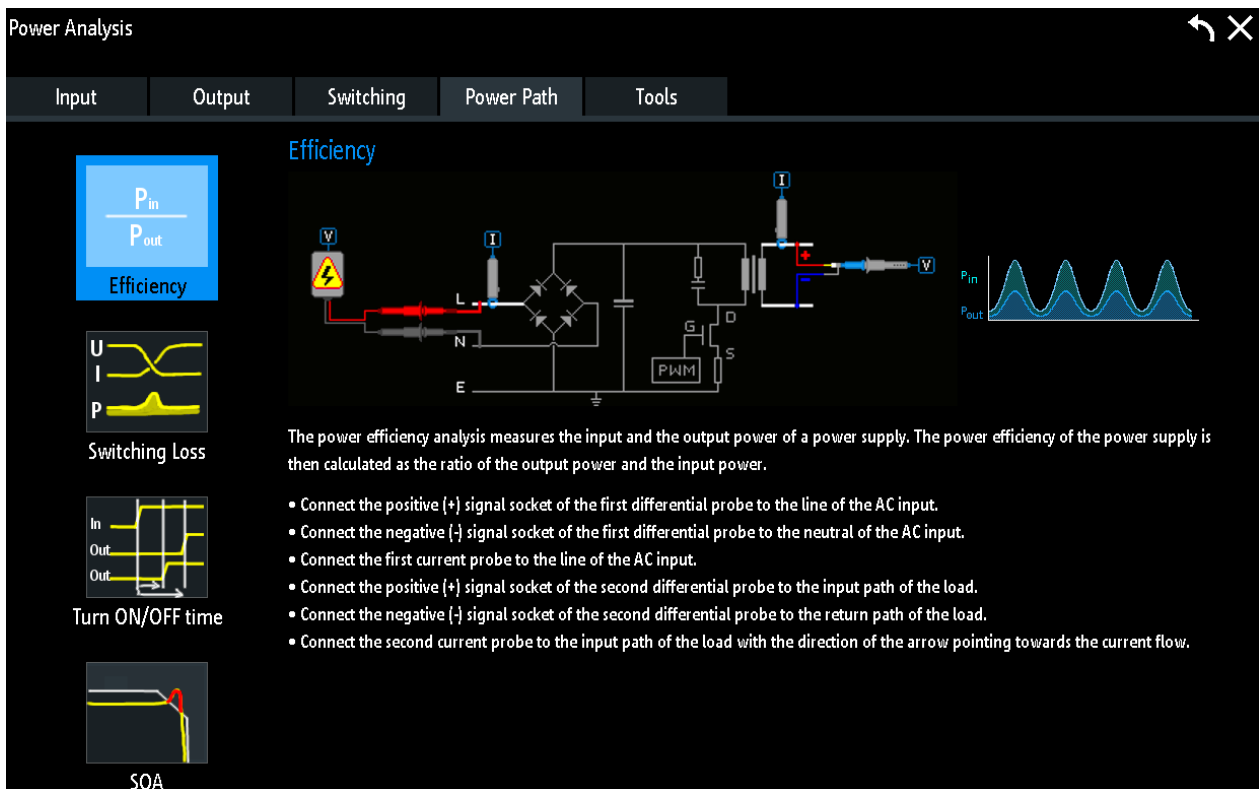 Power Analysis
Input Output Switching Power Path Tools
Efficiency
Pin
Pout
Efficiency
U
I
P
Switching Loss
In
Out
Out
Turn ON/OFF time
SOA
V
I
I
V
+
-
L
N
E
G
D
S
PWM
Pin
Pout
The power efficiency analysis measures the input and the output power of a power supply. The power efficiency of the power supply is
then calculated as the ratio of the output power and the input power.
• Connect the positive (+) signal socket of the first differential probe to the line of the AC input.
• Connect the negative (-) signal socket of the first differential probe to the neutral of the AC input.
• Connect the first current probe to the line of the AC input.
• Connect the positive (+) signal socket of the second differential probe to the input path of the load.
• Connect the negative (-) signal socket of the second differential probe to the return path of the load.
• Connect the second current probe to the input path of the load with the direction of the arrow pointing towards the current flow.